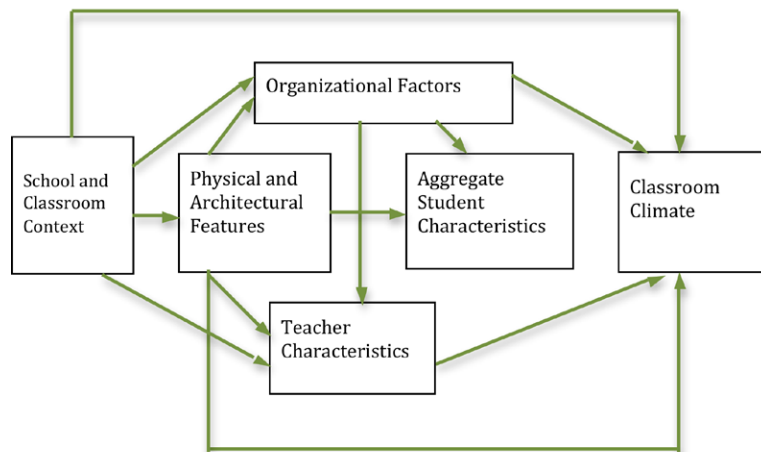 Organizational Factors
School and
Classroom
Context
Physical and
Architectural
Features
Aggregate
Student
Characteristics
Classroom
Climate
Teacher
Characteristics